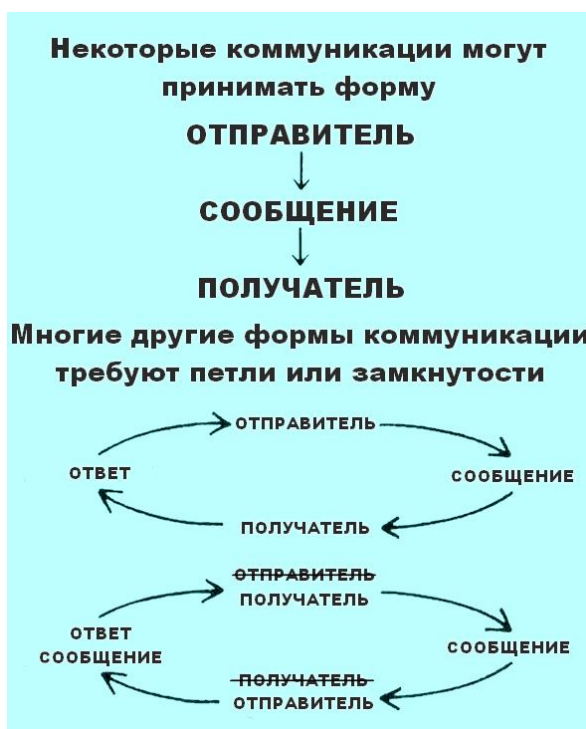 Некоторые коммуникации могут
принимать форму
ОТПРАВИТЕЛЬ
СООБЩЕНИЕ
ПОЛУЧАТЕЛЬ
Многие другие формы коммуникации
требуют петли или замкнутости
ОТПРАВИТЕЛЬ
ОТВЕТ
СООБЩЕНИЕ
ПОЛУЧАТЕЛЬ
ОТПРАВИТЕЛЬ
ПОЛУЧАТЕЛЬ
ОТВЕТ
СООБЩЕНИЕ
СООБЩЕНИЕ
ПОЛУЧАТЕЛЬ
ОТПРАВИТЕЛЬ